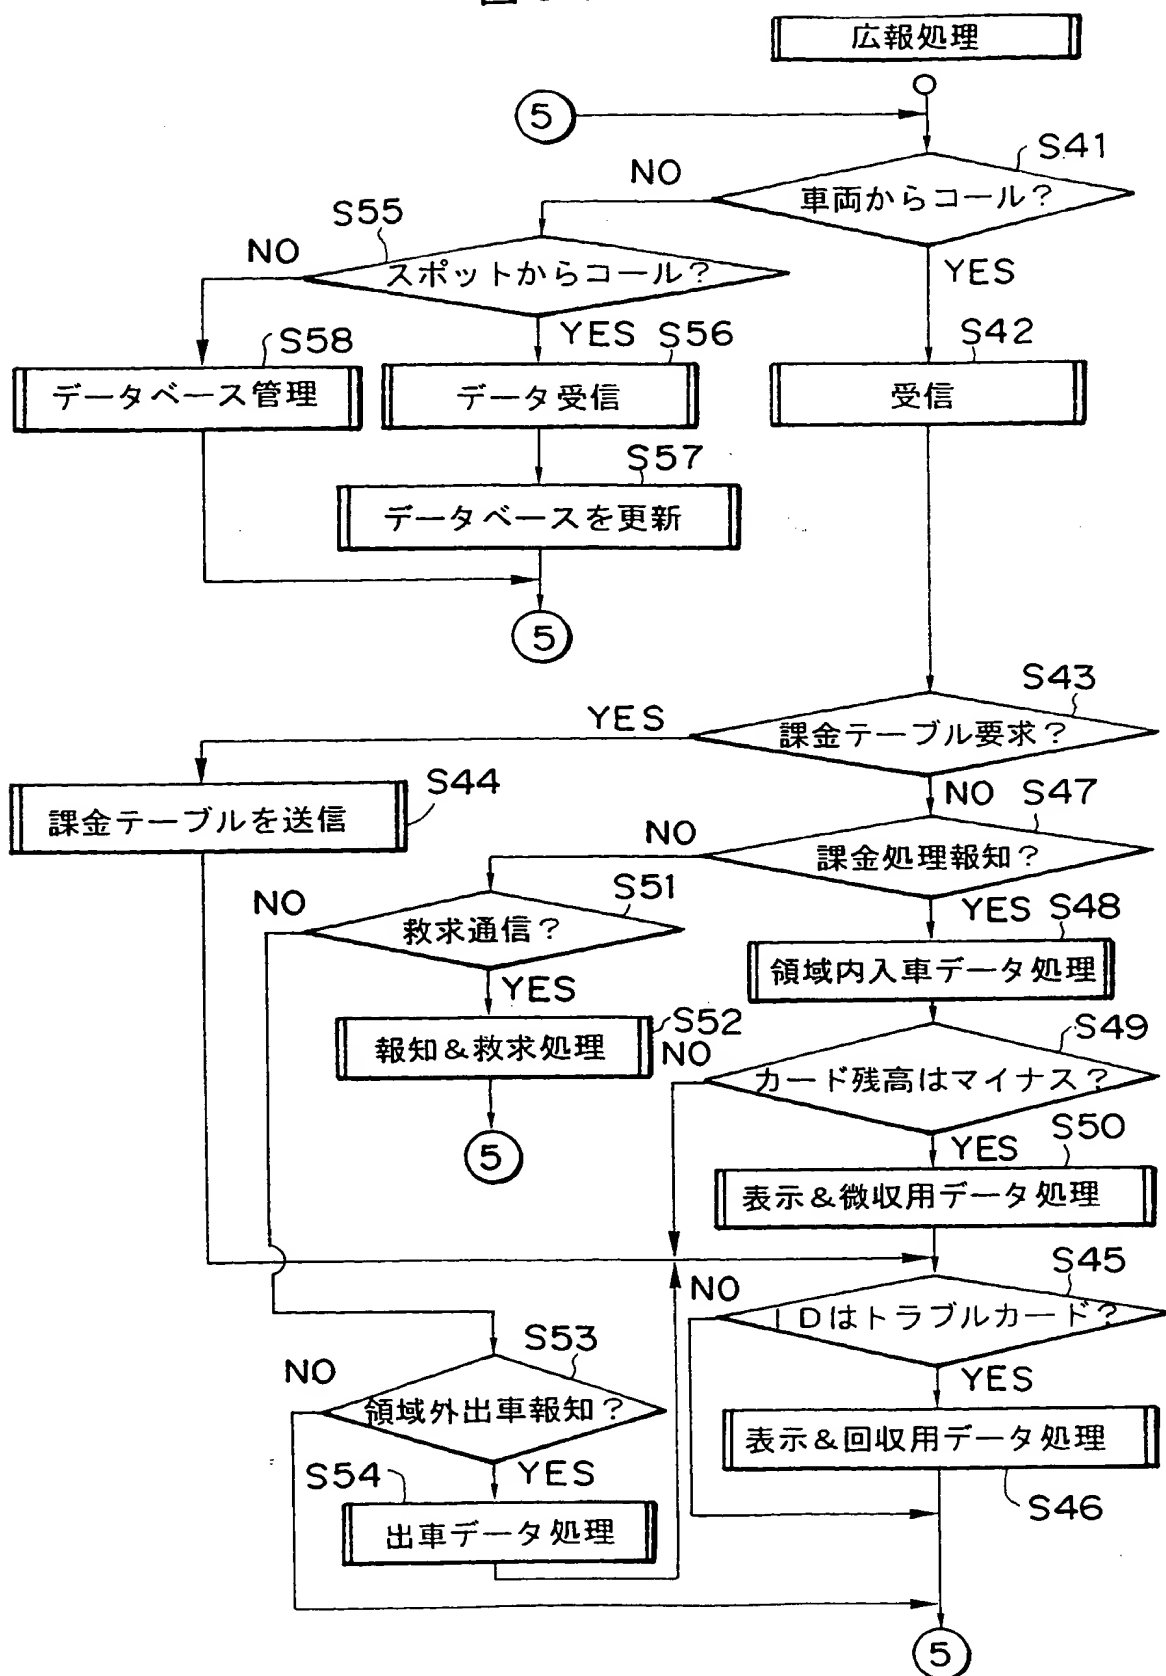 広報処理
5
S41
NO
車両からコール?
S55
NO
スポットからコール?
YES
YES
S58
S56
S42
データベース管理
データ受信
受信
S57
データベースを更新
5
S43
YES
課金テーブル要求?
S44
NO
S47
課金テーブルを送信
NO
課金処理報知?
S51
NO
YES
S48
救求通信?
領域内入車データ処理
YES
S52
S49
報知&救求処理
NO
カード残高はマイナス?
5
YES
S50
表示&微収用データ処理
S45
NO
IDはトラブルカード?
S53
NO
YES
領域外出車報知?
表示&回収用データ処理
S54
YES
S46
出車データ処理
5